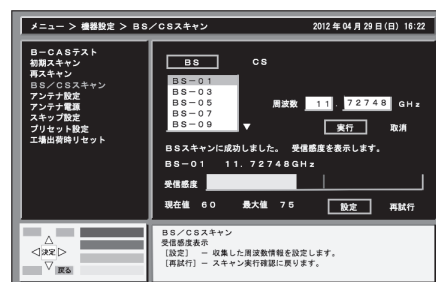 メニュー > 機器設定 > BS/CSスキャン
2012年04月29日(日) 16:22
B-CASテスト
初期スキャン
再スキャン
BS/CSスキャン
アンテナ設定
アンテナ電源
スキップ設定
プリセット設定
工場出荷時リセット
BS CS
BS-01
BS-03
BS-05
BS-07
BS-09
▼
周波数 11. 72748 GHz
実行 取消
BSスキャンに成功しました。 受信感度を表示します。
BS-01 11.72748GHz
受信感度
現在値 60 最大値 75 設定 再試行
△
◁決定▷
▽ 戻る
BS/CSスキャン
受信感度表示
[設定] - 収集した周波数情報を設定します。
[再試行] - スキャン実行確認に戻ります。